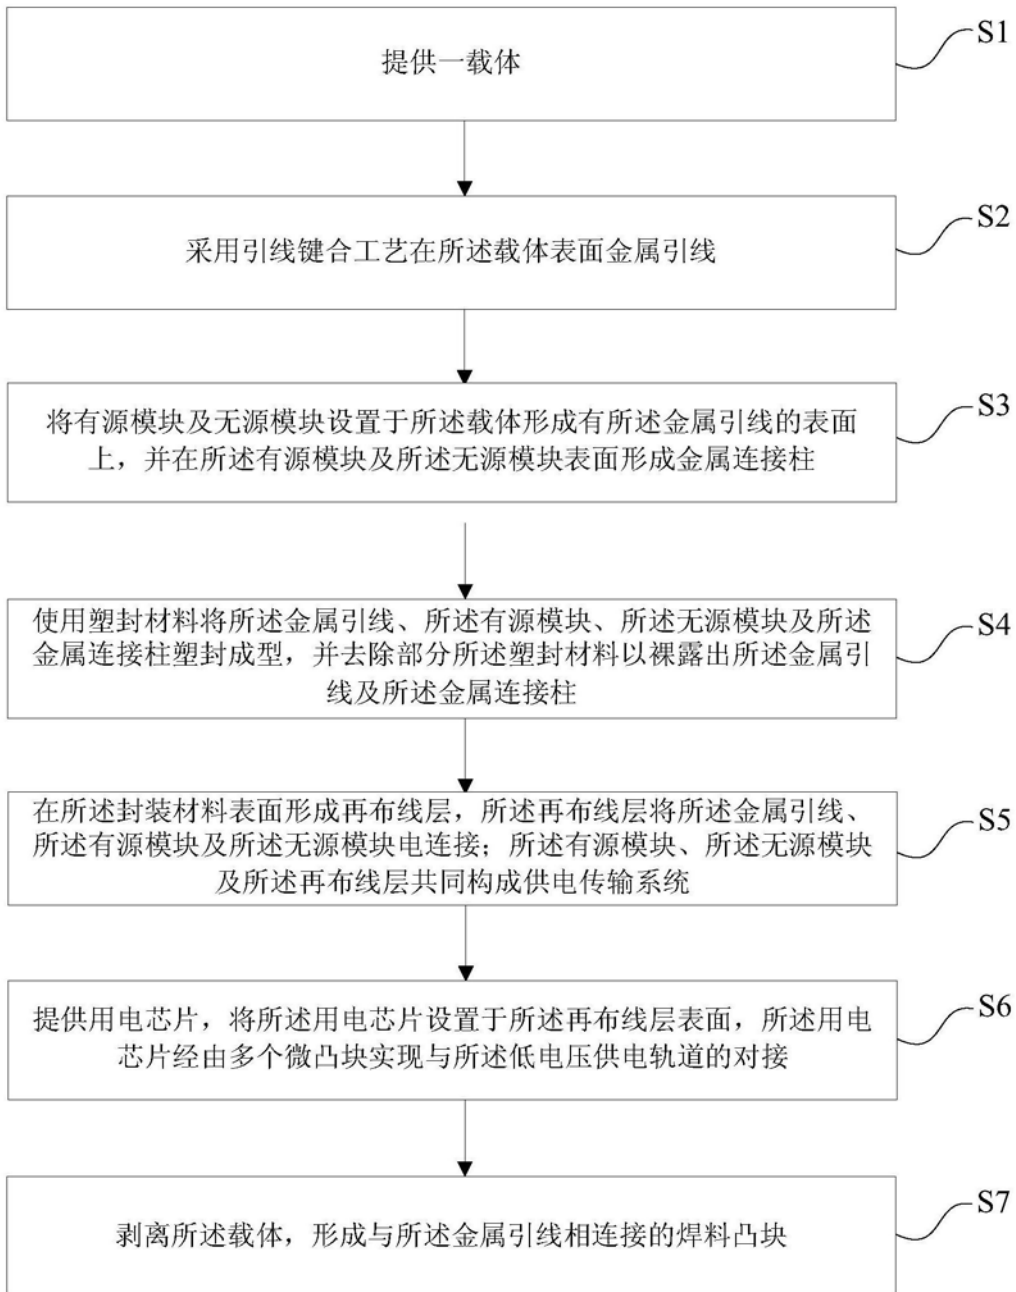 提供一载体
S1
采用引线键合工艺在所述载体表面金属引线
S2
将有源模块及无源模块设置于所述载体形成有所述金属引线的表面
上，并在所述有源模块及所述无源模块表面形成金属连接柱
S3
使用塑封材料将所述金属引线、所述有源模块、所述无源模块及所述
金属连接柱塑封成型，并去除部分所述塑封材料以裸露出所述金属引
线及所述金属连接柱
S4
在所述封装材料表面形成再布线层，所述再布线层将所述金属引线、
所述有源模块及所述无源模块电连接；所述有源模块、所述无源模块
及所述再布线层共同构成供电传输系统
S5
提供用电芯片，将所述用电芯片设置于所述再布线层表面，所述用电
芯片经由多个微凸块实现与所述低电压供电轨道的对接
S6
剥离所述载体，形成与所述金属引线相连接的焊料凸块
S7